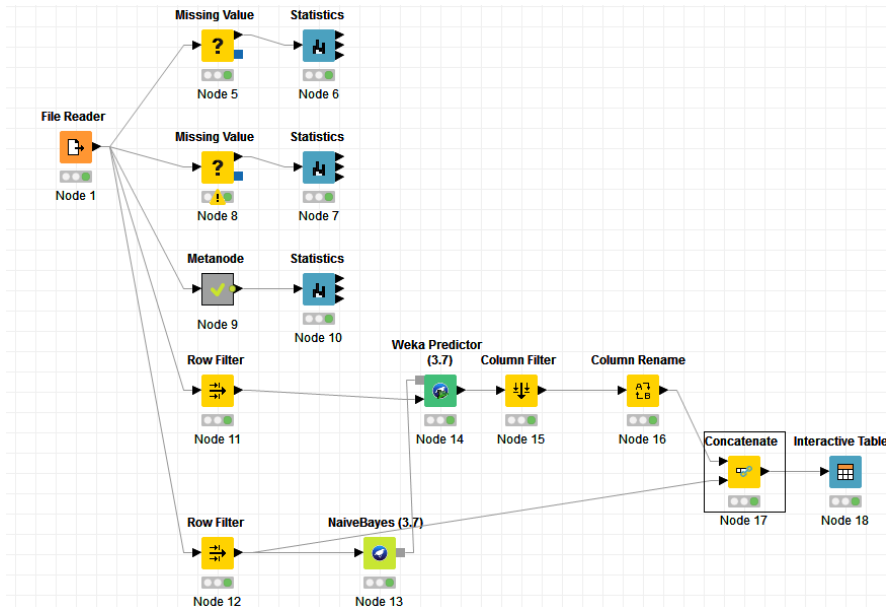 Missing Value
Statistics
Node 5
Node 6
File Reader
Node 1
Missing Value
Statistics
Node 8
Node 7
Metanode
Statistics
Node 9
Node 10
Row Filter
Weka Predictor
(3.7)
Column Filter
Column Rename
Node 11
Node 14
Node 15
Node 16
Concatenate
Interactive Table
Node 17
Node 18
Row Filter
NaiveBayes (3.7)
Node 12
Node 13